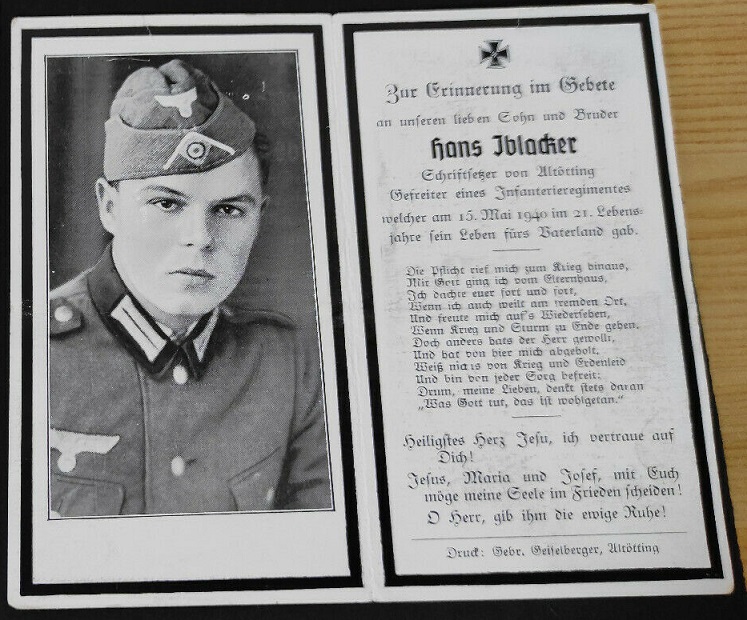 Zur Erinnerung im Gebete
an unseren lieben Sohn und Bruder
Hans Iblacker
Schriftsetzer von Altötting
Gefreiter eines Infanterieregimentes
welcher am 15. Mai 1940 im 21. Lebens-
jahre sein Leben fürs Vaterland gab.
Die Pflicht rief mich zum Krieg hinaus,
Mit Gott ging ich vom Elternhaus,
Ich dachte euer fort und fort,
Wenn ich auch weilt am fremden Ort,
Und freute mich auf's Wiedersehen,
Wenn Krieg und Sturm zu Ende gehen.
Doch anders hats der Herr gewollt,
Und hat von hier mich abgeholt,
Weiß nichts von Krieg und Erdenleid
Und bin von jeder Sorg befreit;
Drum, meine Lieben, denkt stets daran
„Was Gott tut, das ist wohlgetan."
Heiligstes Herz Jesu, ich vertraue auf
Dich!
Jesus, Maria und Josef, mit Euch
möge meine Seele im Frieden scheiden!
O Herr, gib ihm die ewige Ruhe!
Druck: Gebr. Geiselberger, Altötting